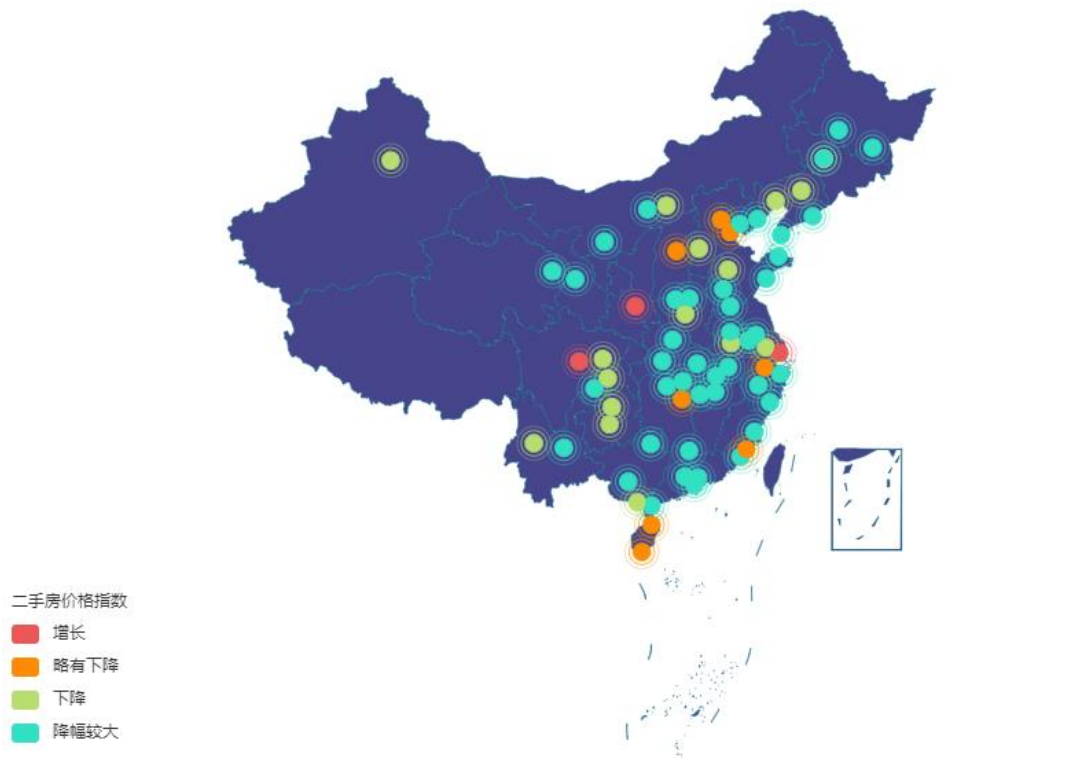 二手房价格指数
增长
略有下降
下降
降幅较大